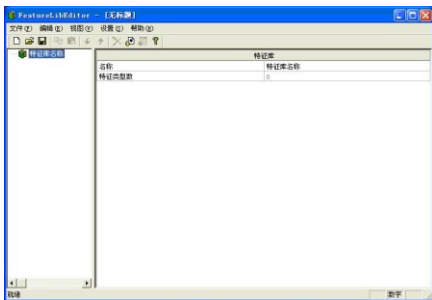 FeatureLibEditor - [无标题]
文件(F) 编辑(E) 视图(V) 设置(C) 帮助(H)
特征库名称
特征库
名称 特征库名称
特征类型数 0
就绪 数字